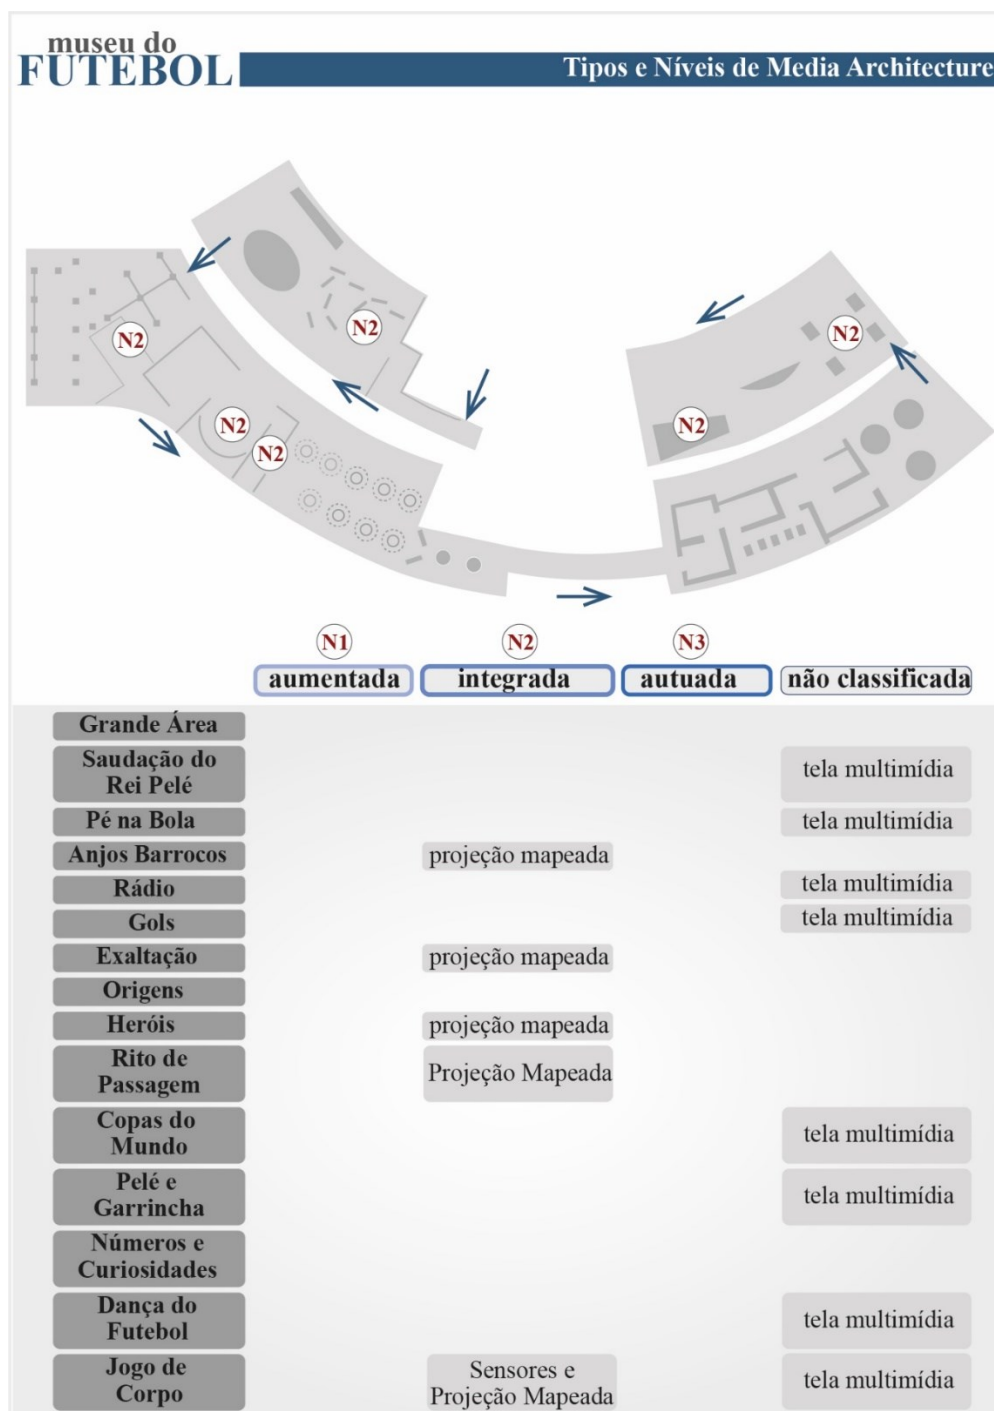 museu do
FUTEBOL
Tipos e Níveis de Media Architecture
N2
N2
N2
N2
N2
N2
N1
N2
N3
aumentada
integrada
autuada
não classificada
Grande Área
Saudação do
Rei Pelé
tela multimídia
Pé na Bola
tela multimídia
Anjos Barrocos
projeção mapeada
Rádio
tela multimídia
Gols
tela multimídia
Exaltação
projeção mapeada
Origens
Heróis
projeção mapeada
Rito de
Passagem
Projeção Mapeada
Copas do
Mundo
tela multimídia
Pelé e
Garrincha
tela multimídia
Números e
Curiosidades
Dança do
Futebol
tela multimídia
Jogo de
Corpo
Sensores e
Projeção Mapeada
tela multimídia